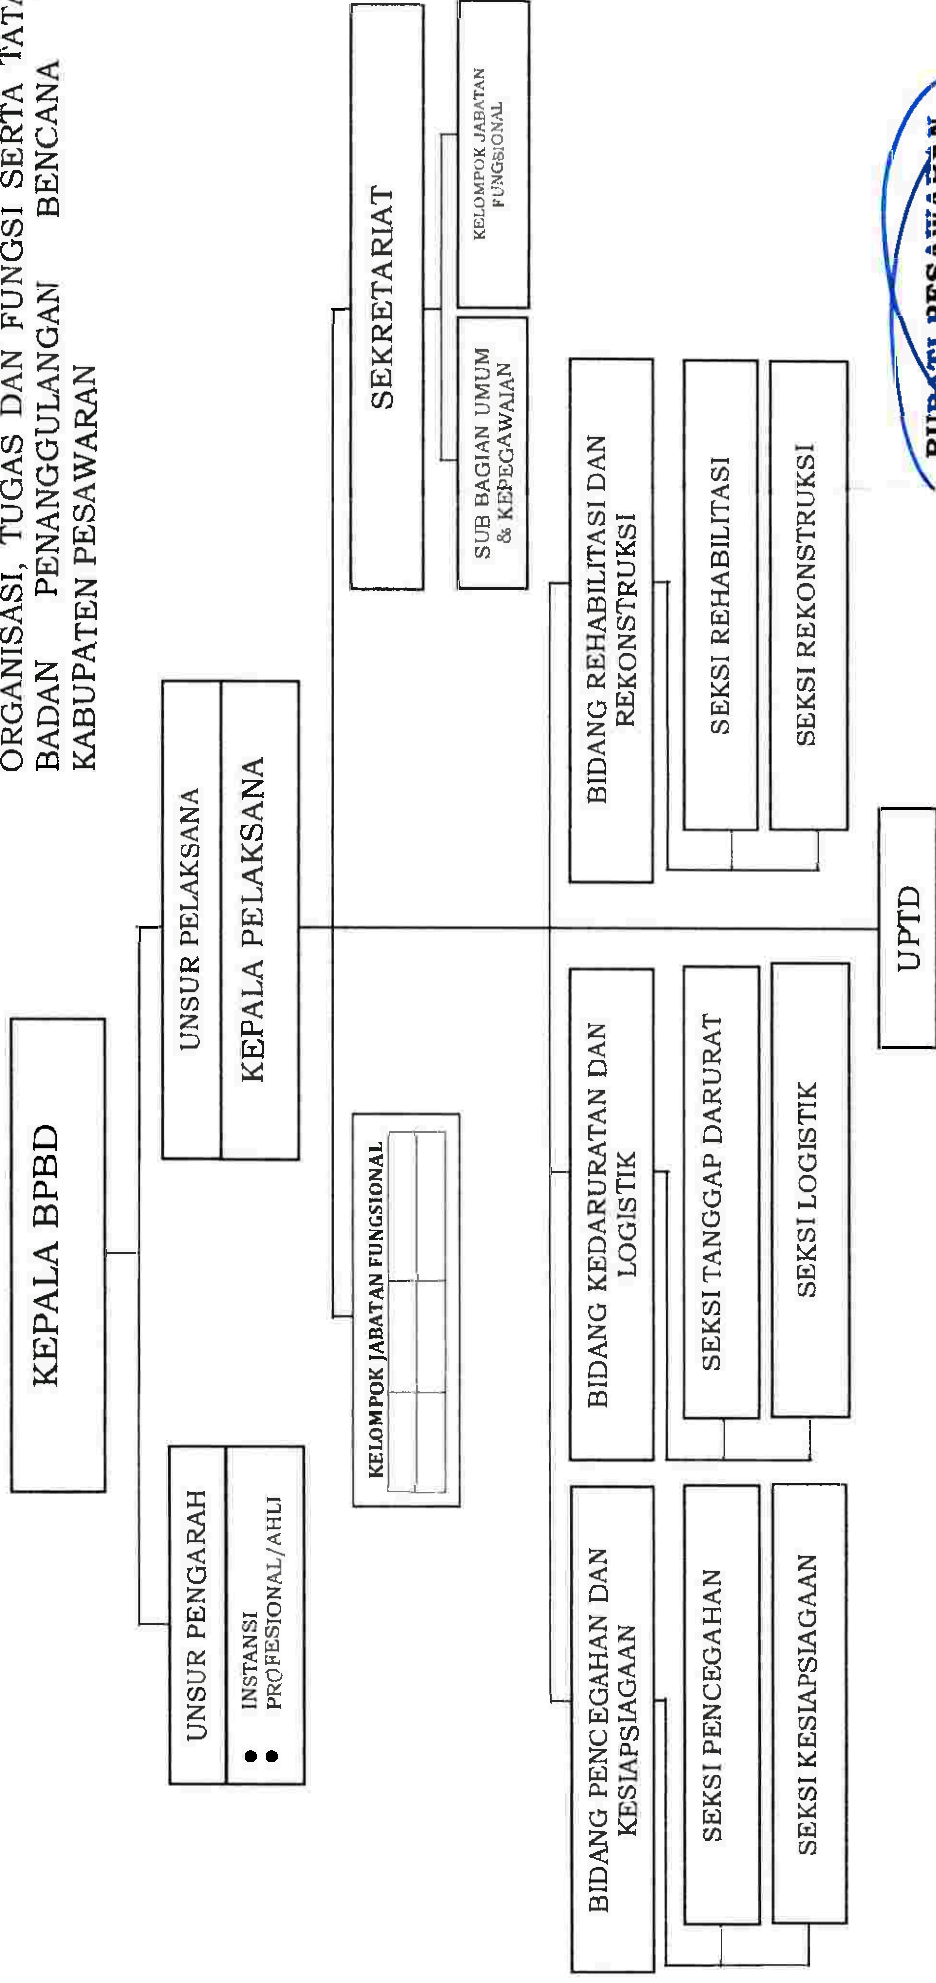 ORGANISASI, TUGAS DAN FUNGSI SERTA
BADAN PENANGGULANGAN BENCANA
KABUPATEN PESAWARAN
KEPALA BPBD
UNSUR PENGARAH
• INSTANSI
• PROFESIONAL/AHLI
UNSUR PELAKSANA
KEPALA PELAKSANA
KELOMPOK JABATAN FUNGSIONAL
SEKRETARIAT
SUB BAGIAN UMUM
& KEPEGAWAIAN
KELOMPOK JABATAN
FUNGSIONAL
BIDANG PENCEGAHAN DAN
KESIAPSIAGAAN
SEKSI PENCEGAHAN
SEKSI KESIAPSIAGAAN
BIDANG KEDARURATAN DAN
LOGISTIK
SEKSI TANGGAP DARURAT
SEKSI LOGISTIK
BIDANG REHABILITASI DAN
REKONSTRUKSI
SEKSI REHABILITASI
SEKSI REKONSTRUKSI
UPTD
BUPATI PESAWARAN